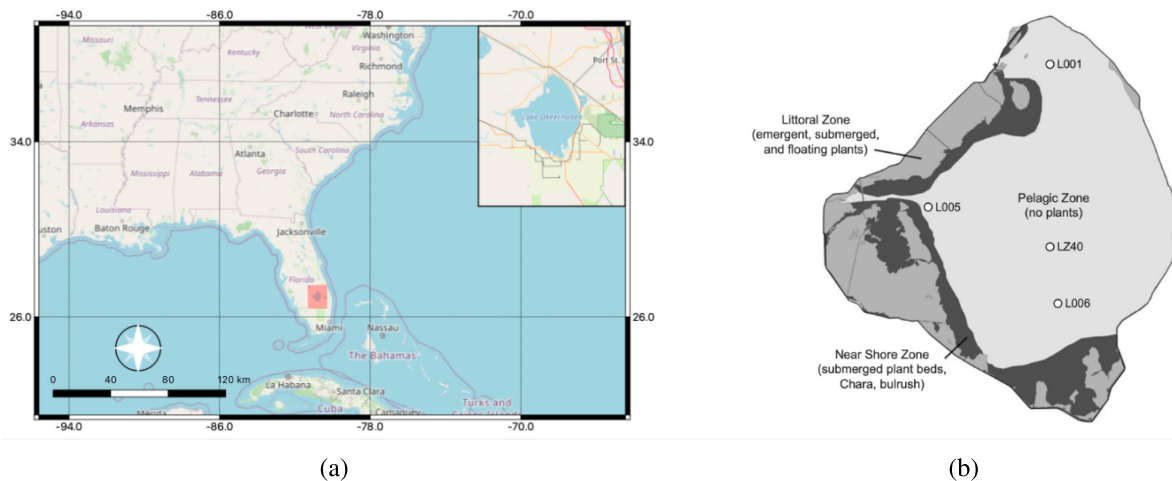 -94.0
-86.0
-78.0
-70.0
Missouri
Kentucky
Virginia
Washington
Richmond
Raleigh
North Carolina
Charlotte
Tennessee
Memphis
Arkansas
South Carolina
Atlanta
Mississippi
Alabama
Georgia
Louisiana
Baton Rouge
Jacksonville
Florida
Miami
Nassau
The Bahamas
La Habana
Santa Clara
Cuba
Camaguey
Turks and
34.0
26.0
34.0
26.0
Port St. L
Lake Okeechobee
0 40 80 120 km
-94.0
-86.0
-78.0
-70.0
(a)
L001
Littoral Zone
(emergent, submerged,
and floating plants)
L005
Pelagic Zone
(no plants)
LZ40
L006
Near Shore Zone
(submerged plant beds,
Chara, bulrush)
(b)